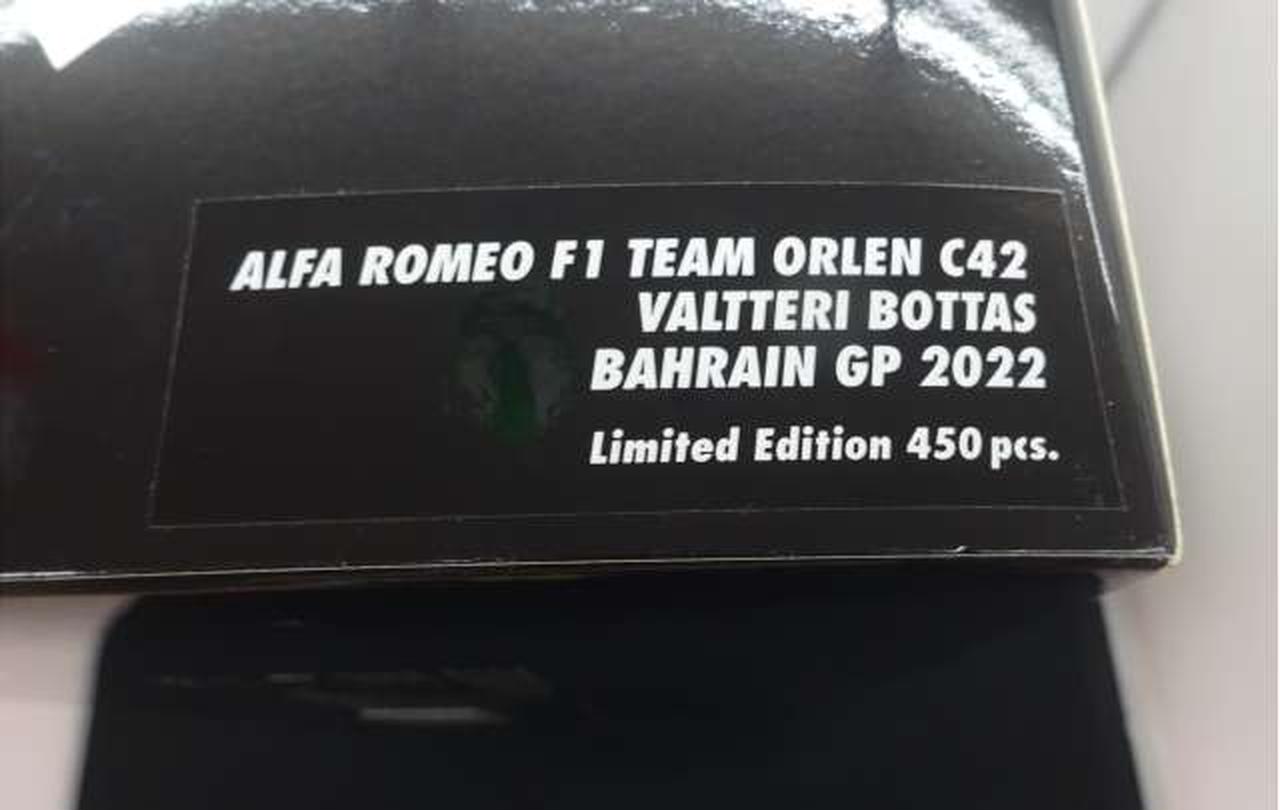 ALFA ROMEO F1 TEAM ORLEN C42
VALTTERI BOTTAS
BAHRAIN GP 2022
Limited Edition 450 pcs.